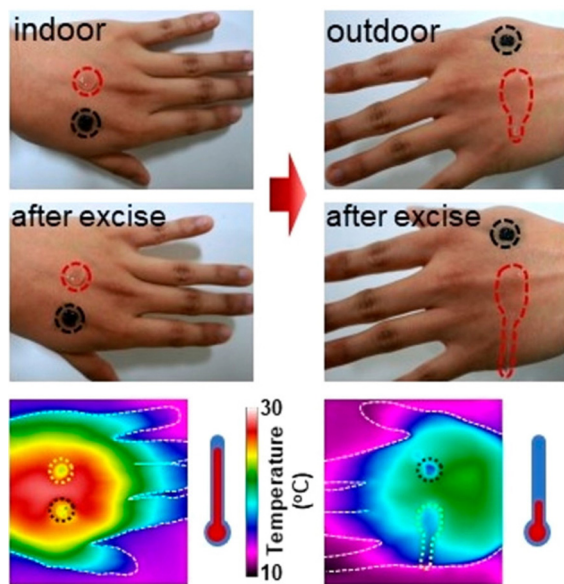 indoor
outdoor
after excise
after excise
30
Temperature
(°C)
10